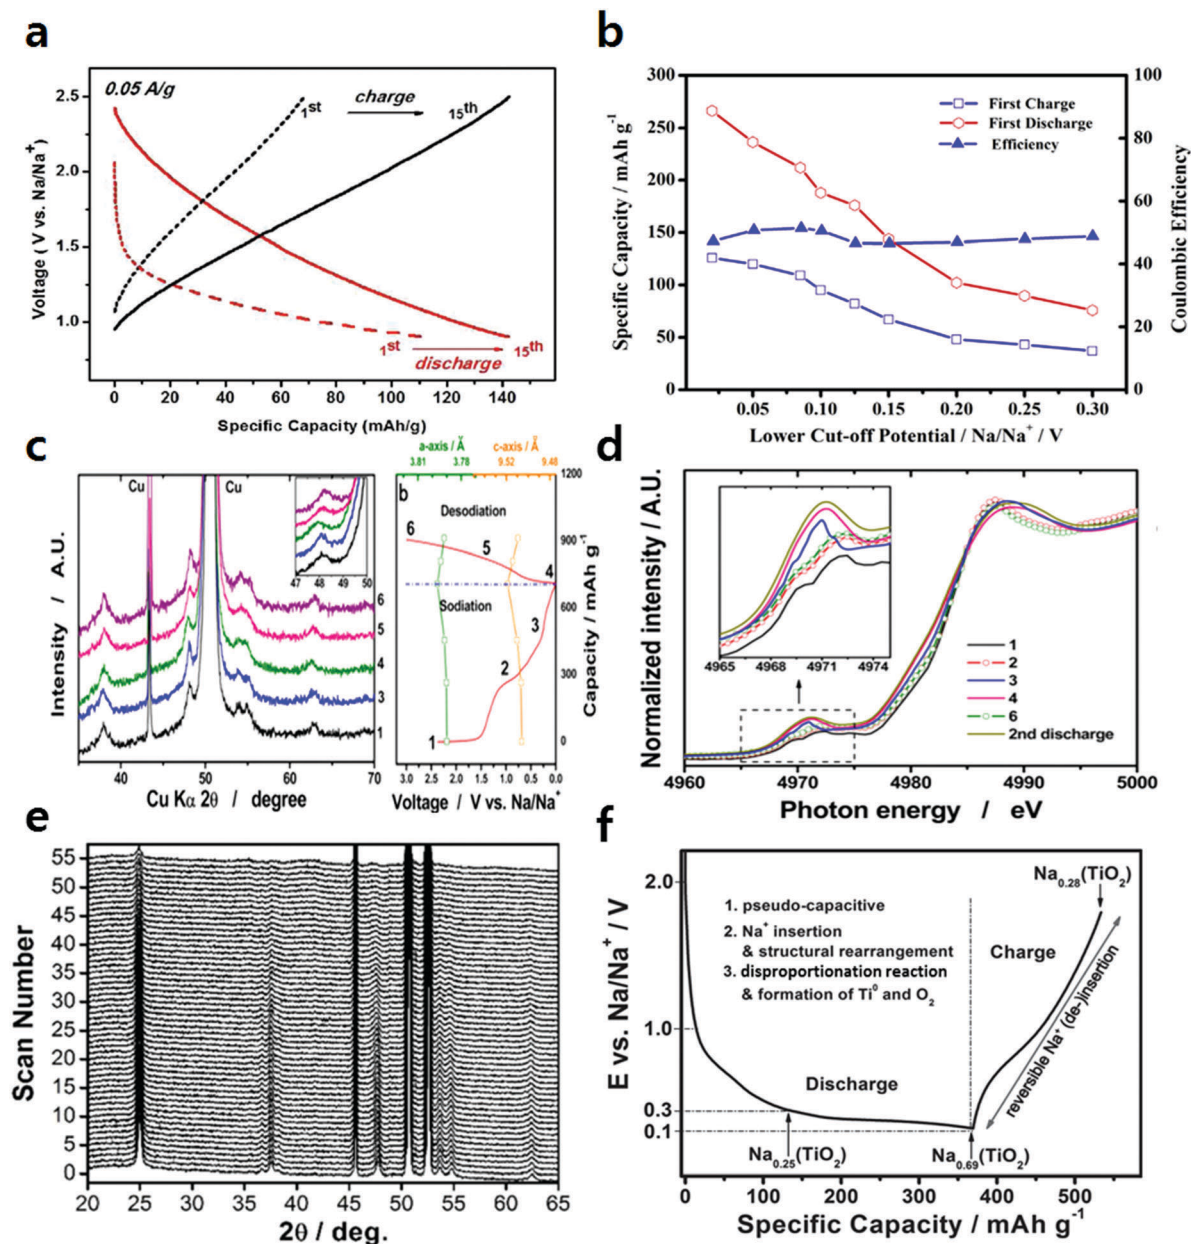 a
0.05 A/g
1st
charge
15th
2.5
2.0
1.5
1.0
Voltage ( V vs. Na/Na+)
1st
discharge
15th
0 20 40 60 80 100 120 140
Specific Capacity (mAh/g)
b
300
250
200
150
100
50
0
Specific Capacity / mAh g-1
First Charge
First Discharge
Efficiency
100
80
60
40
20
0
Coulombic Efficiency
0.05 0.10 0.15 0.20 0.25 0.30
Lower Cut-off Potential / Na/Na+ / V
c
Cu
Cu
47 48 49 50
6
5
4
3
1
Intensity / A.U.
40 50 60 70
Cu Kα 2θ / degree
a-axis / Å
c-axis / Å
3.81 3.78 9.52 9.48
b
6
Desodiation
5
4
Sodiation
3
2
1
1200
900
600
300
0
Capacity / mAh g-1
3.0 2.5 2.0 1.5 1.0 0.5 0.0
Voltage / V vs. Na/Na+
d
Normalized intensity / A.U.
4965 4968 4971 4975
1
2
3
4
6
2nd discharge
4960 4970 4980 4990 5000
Photon energy / eV
e
55
50
45
40
35
30
25
20
15
10
5
0
Scan Number
20 25 30 35 40 45 50 55 60 65
2θ / deg.
f
E vs. Na/Na+ / V
2.0
1.0
0.3
0.1
1. pseudo-capacitive
2. Na+ insertion
& structural rearrangement
3. disproportionation reaction
& formation of Ti0 and O2
Na0.28(TiO2)
Charge
reversible Na+ (de-)insertion
Discharge
Na0.25(TiO2)
Na0.69(TiO2)
0 100 200 300 400 500
Specific Capacity / mAh g-1